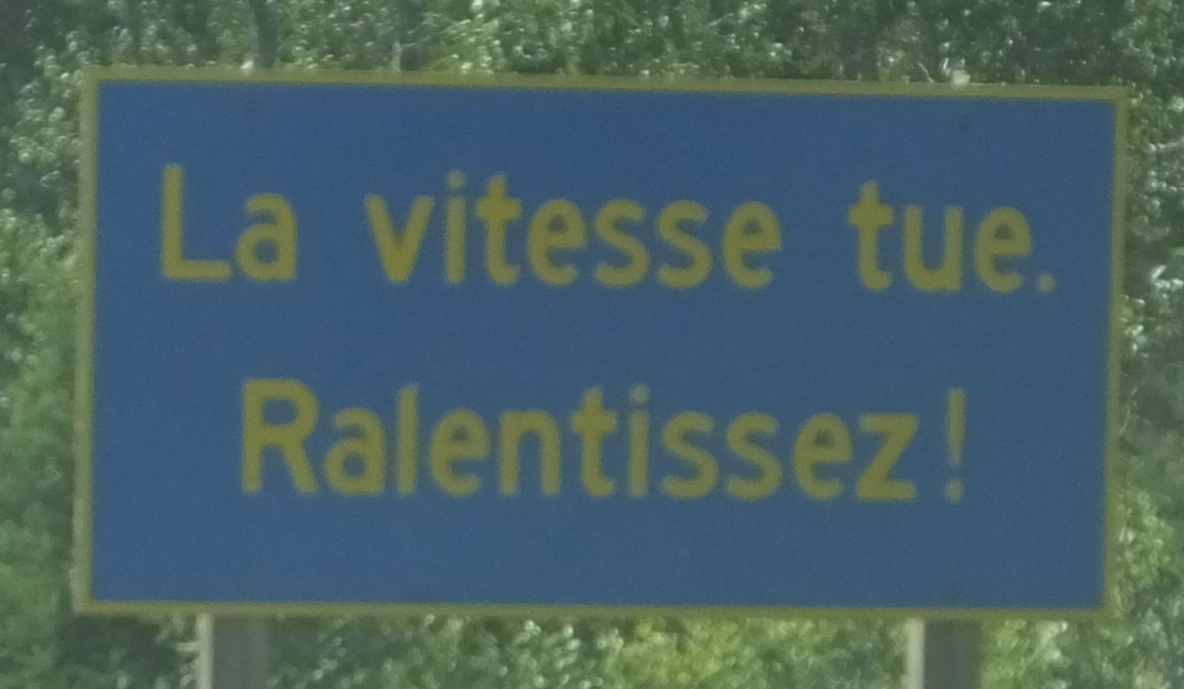 La vitesse tue.
Ralentissez!